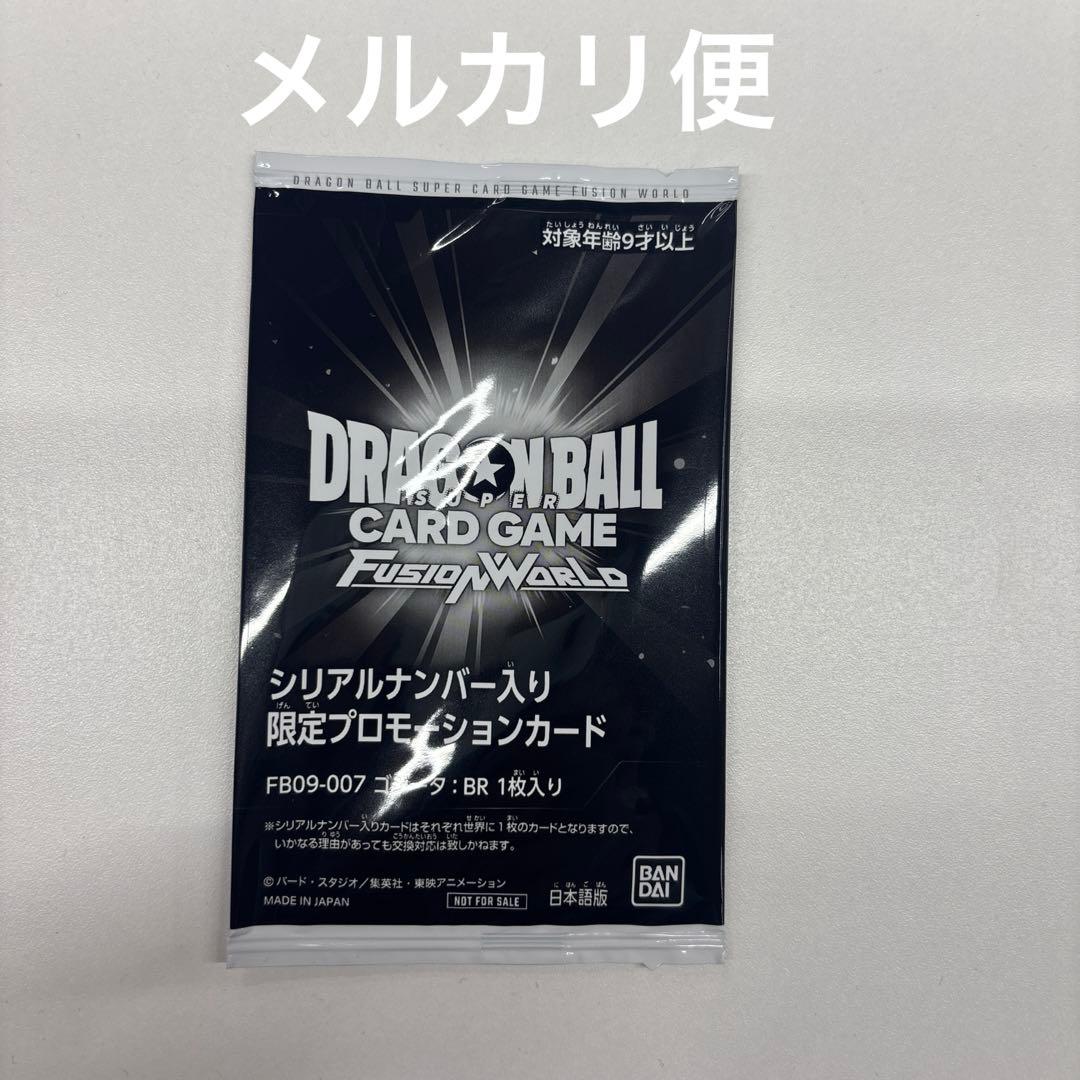 メルカリ便
DRAGON BALL SUPER CARD GAME FUSION WORLD
たいしょうねんれい さいいじょう
対象年齢9才以上
DRAGON BALL
SUPER
CARD GAME
FUSION WORLD
い
シリアルナンバー入り
げんてい
限定プロモーションカード
まいい
FB09-007 : BR 1枚入り
い せかい まい
※シリアルナンバー入りカードはそれぞれ世界に1枚のカードとなりますので、
りゆう こうかんたいおう いた
いかなる理由があっても交換対応は致しかねます。
©バード・スタジオ/集英社・東映アニメーション
MADE IN JAPAN
NOT FOR SALE
にほんごばん
日本語版
BAN
DAI